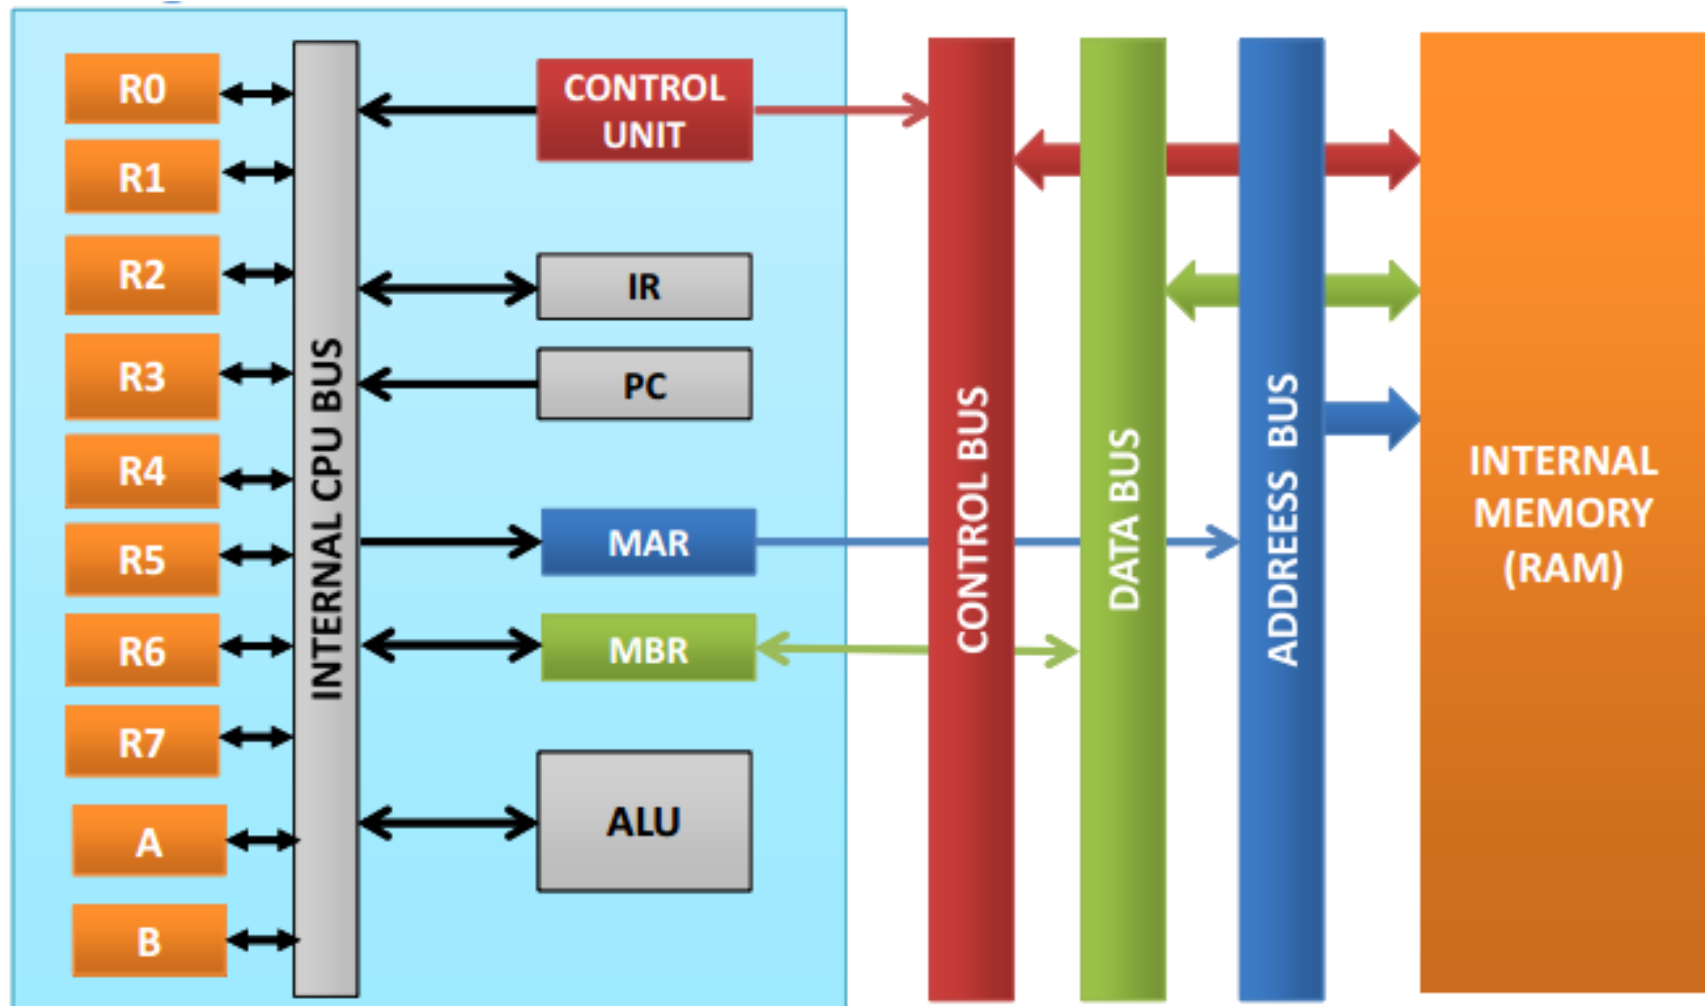 R0
R1
R2
R3
R4
R5
R6
R7
A
B
INTERNAL CPU BUS
CONTROL
UNIT
IR
PC
MAR
MBR
ALU
CONTROL BUS
DATA BUS
ADDREESS BUS
INTERNAL
MEMORY
(RAM)